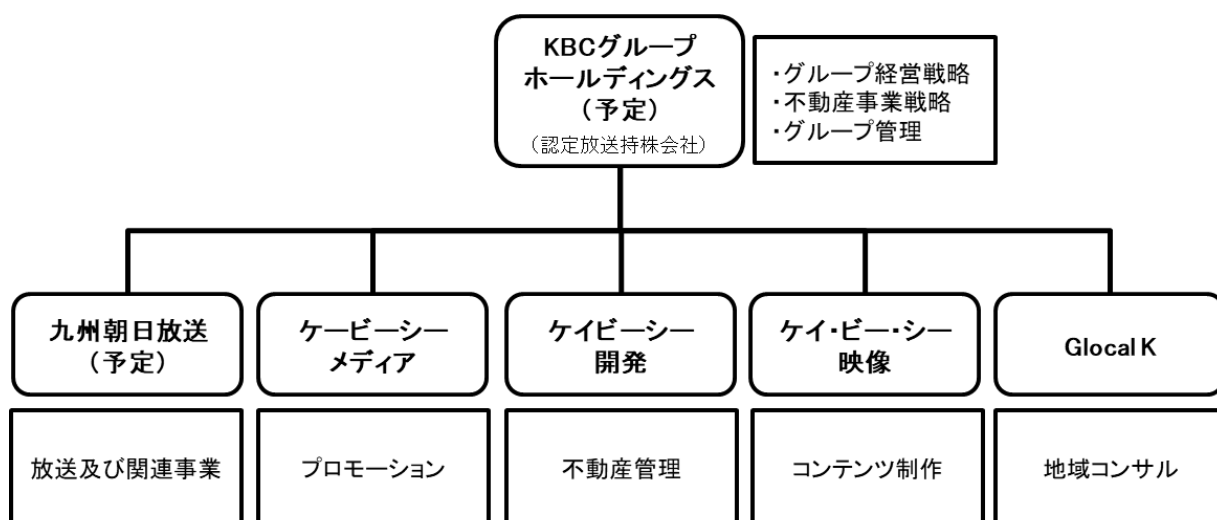 KBCグループ
ホールディングス
（予定）
（認定放送持株会社）
・グループ経営戦略
・不動産事業戦略
・グループ管理
九州朝日放送
（予定）
ケービーシー
メディア
ケイビーシー
開発
ケイ・ビー・シー
映像
Glocal K
放送及び関連事業
プロモーション
不動産管理
コンテンツ制作
地域コンサル